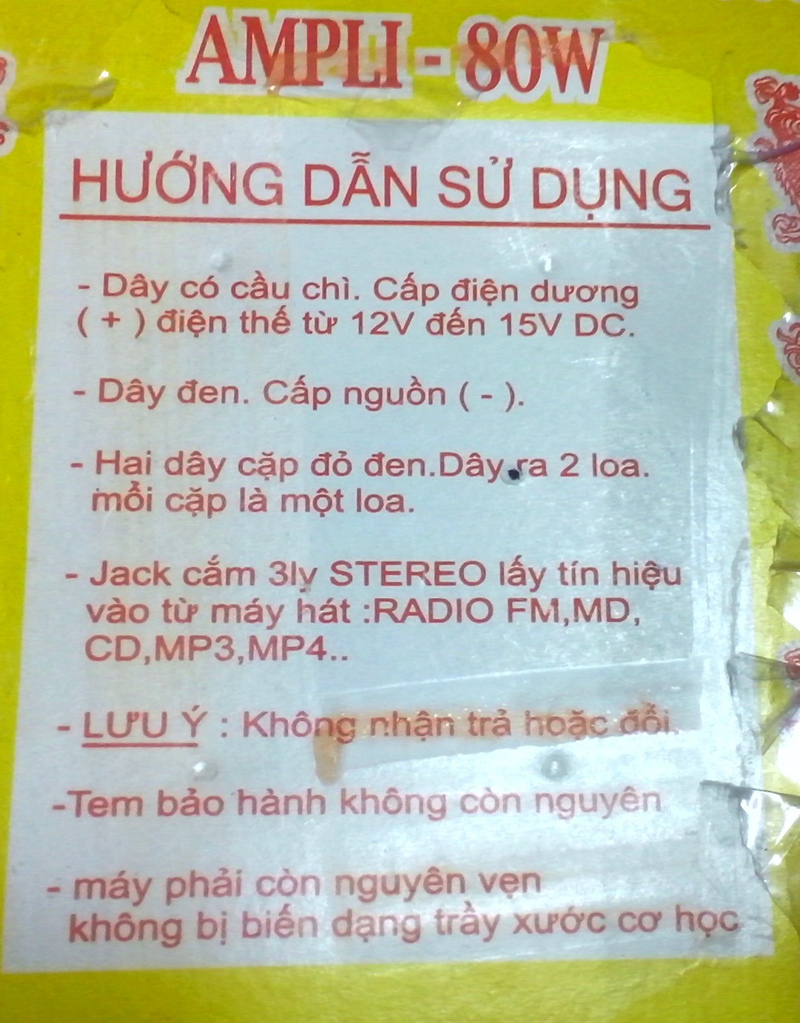 AMPLI - 80W
HƯỚNG DẪN SỬ DỤNG
- Dây có cầu chì. Cấp điện dương
( + ) điện thế từ 12V đến 15V DC.
- Dây đen. Cấp nguồn ( - ).
- Hai dây cặp đỏ đen.Dây ra 2 loa.
mổi cặp là một loa.
- Jack cắm 3ly STEREO lấy tín hiệu
vào từ máy hát :RADIO FM,MD,
CD,MP3,MP4..
- LƯU Ý : Không nhận trả hoặc đổi.
-Tem bảo hành không còn nguyên
- máy phải còn nguyên vẹn
không bị biến dạng trầy xước cơ học